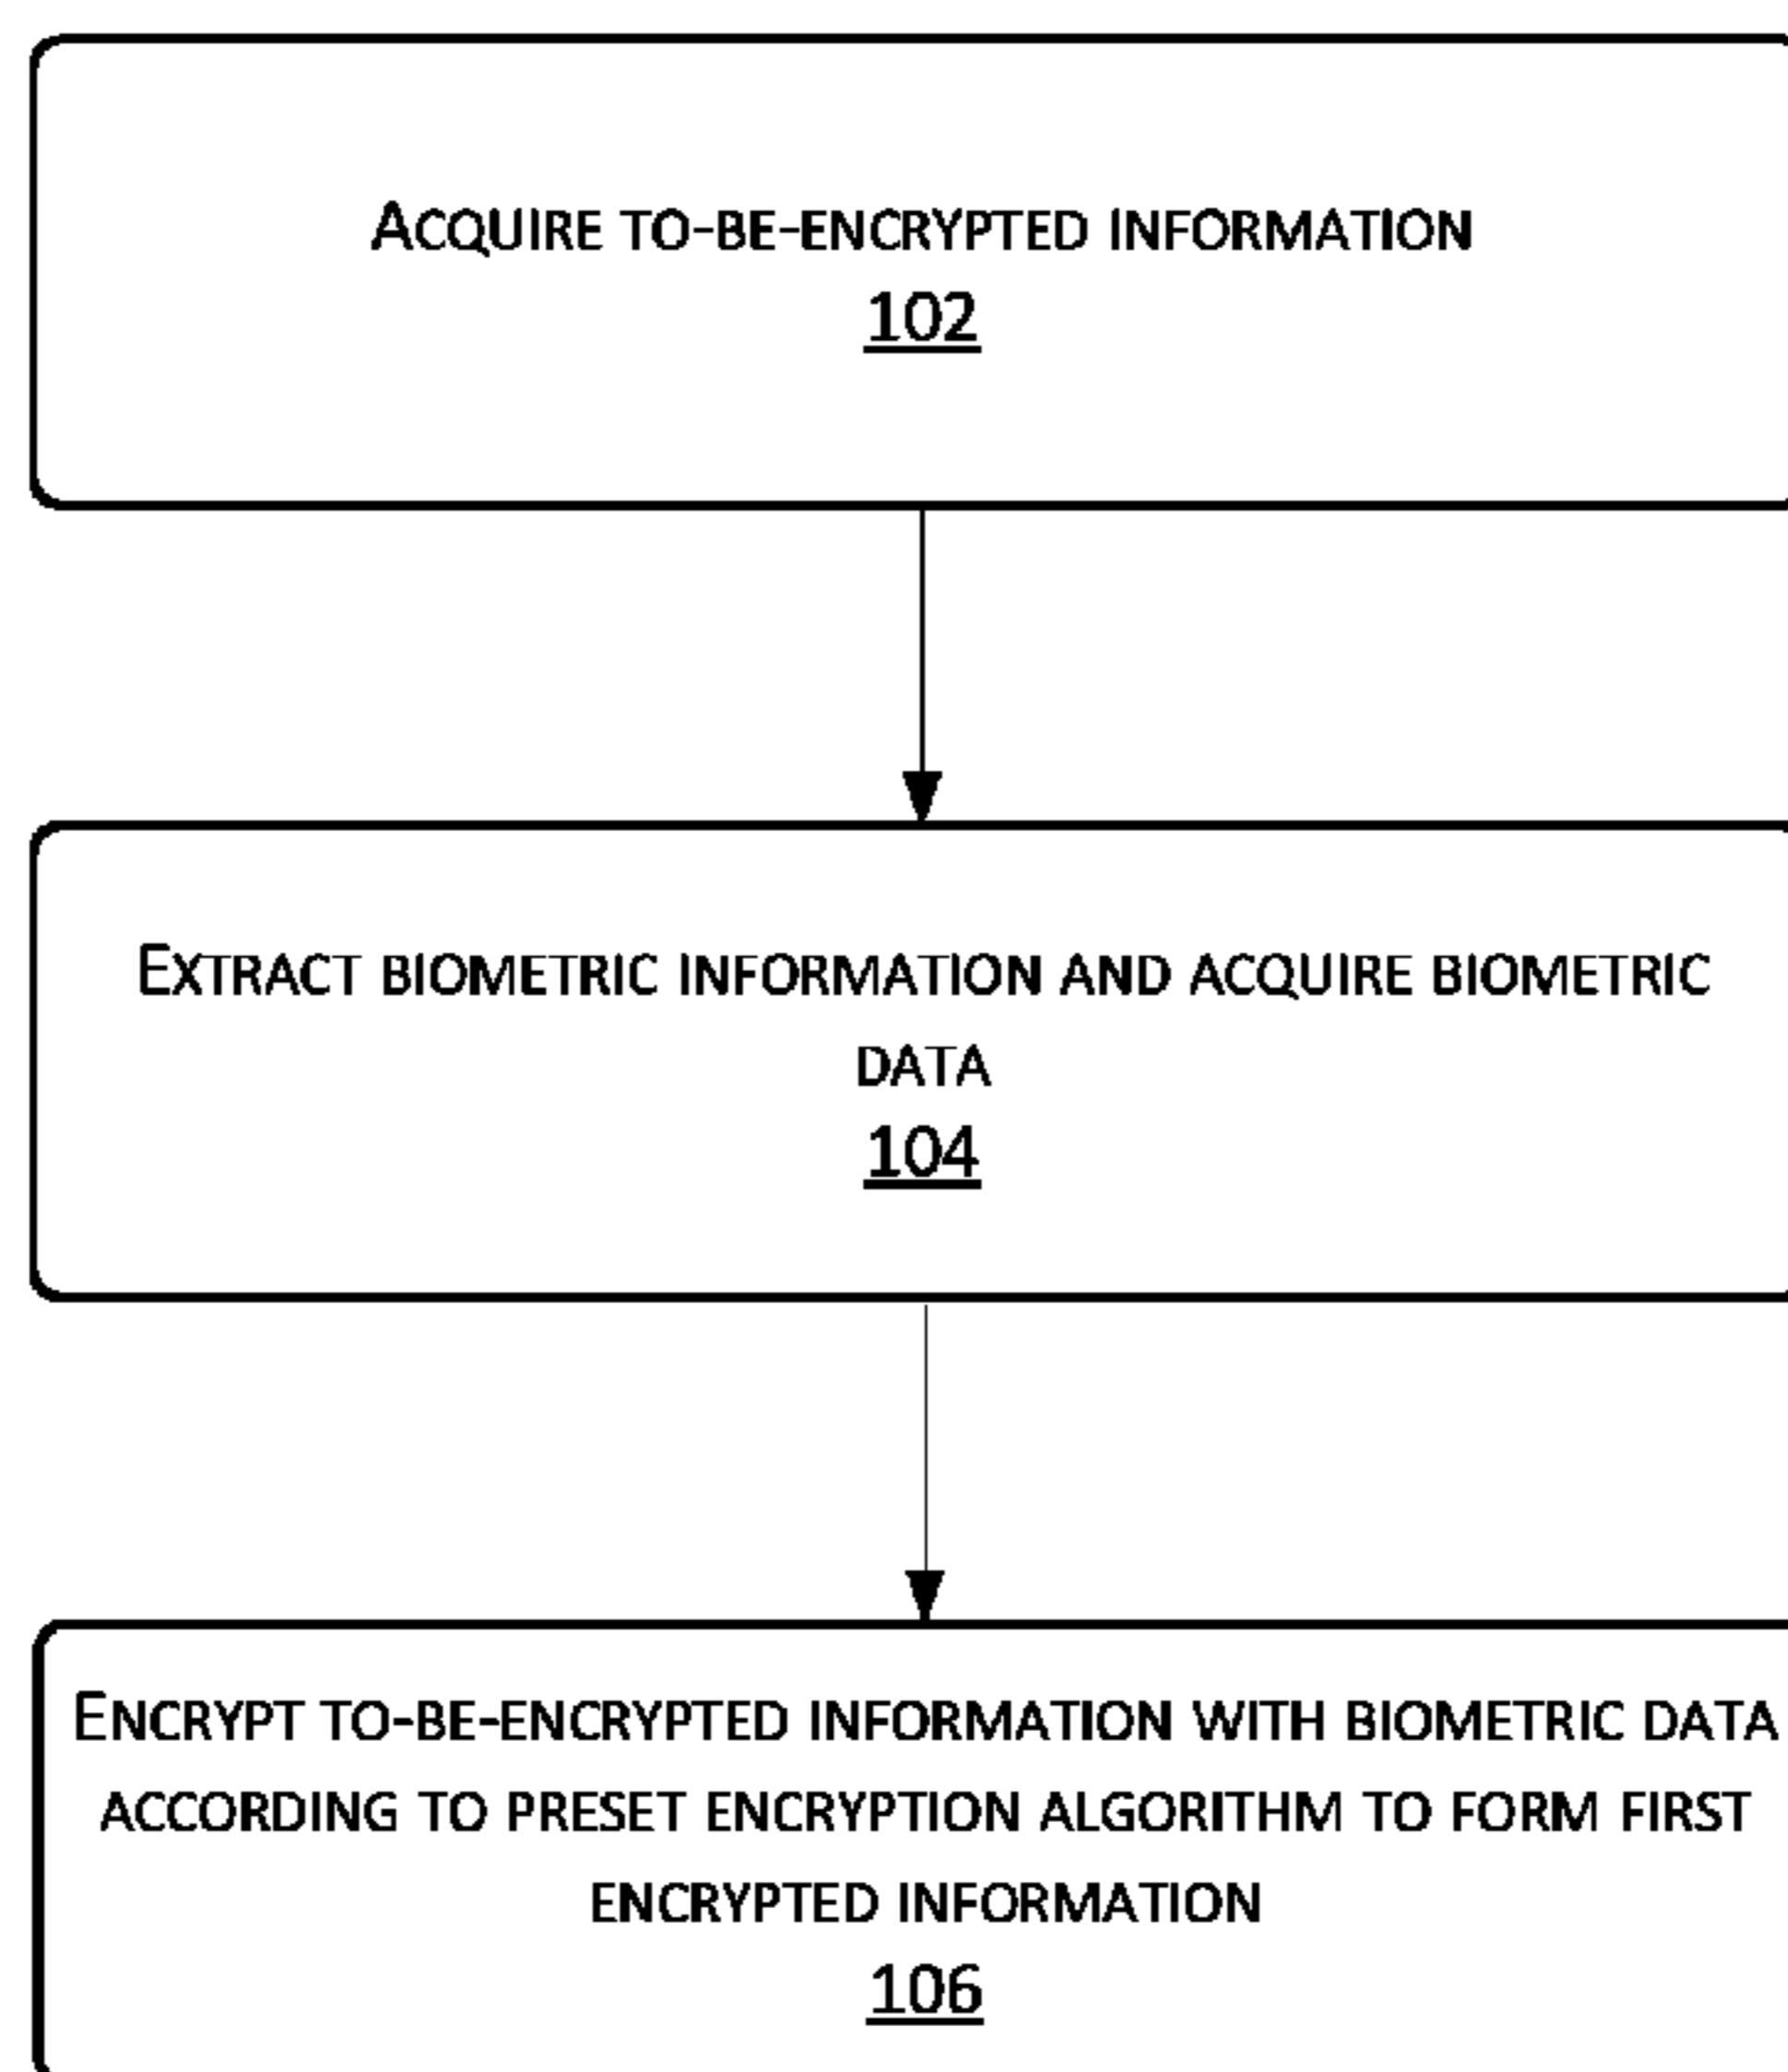 Acquire to-be-encrypted information
102
Extract biometric information and acquire biometric
data
104
Encrypt to-be-encrypted information with biometric data
according to preset encryption algorithm to form first
encrypted information
106